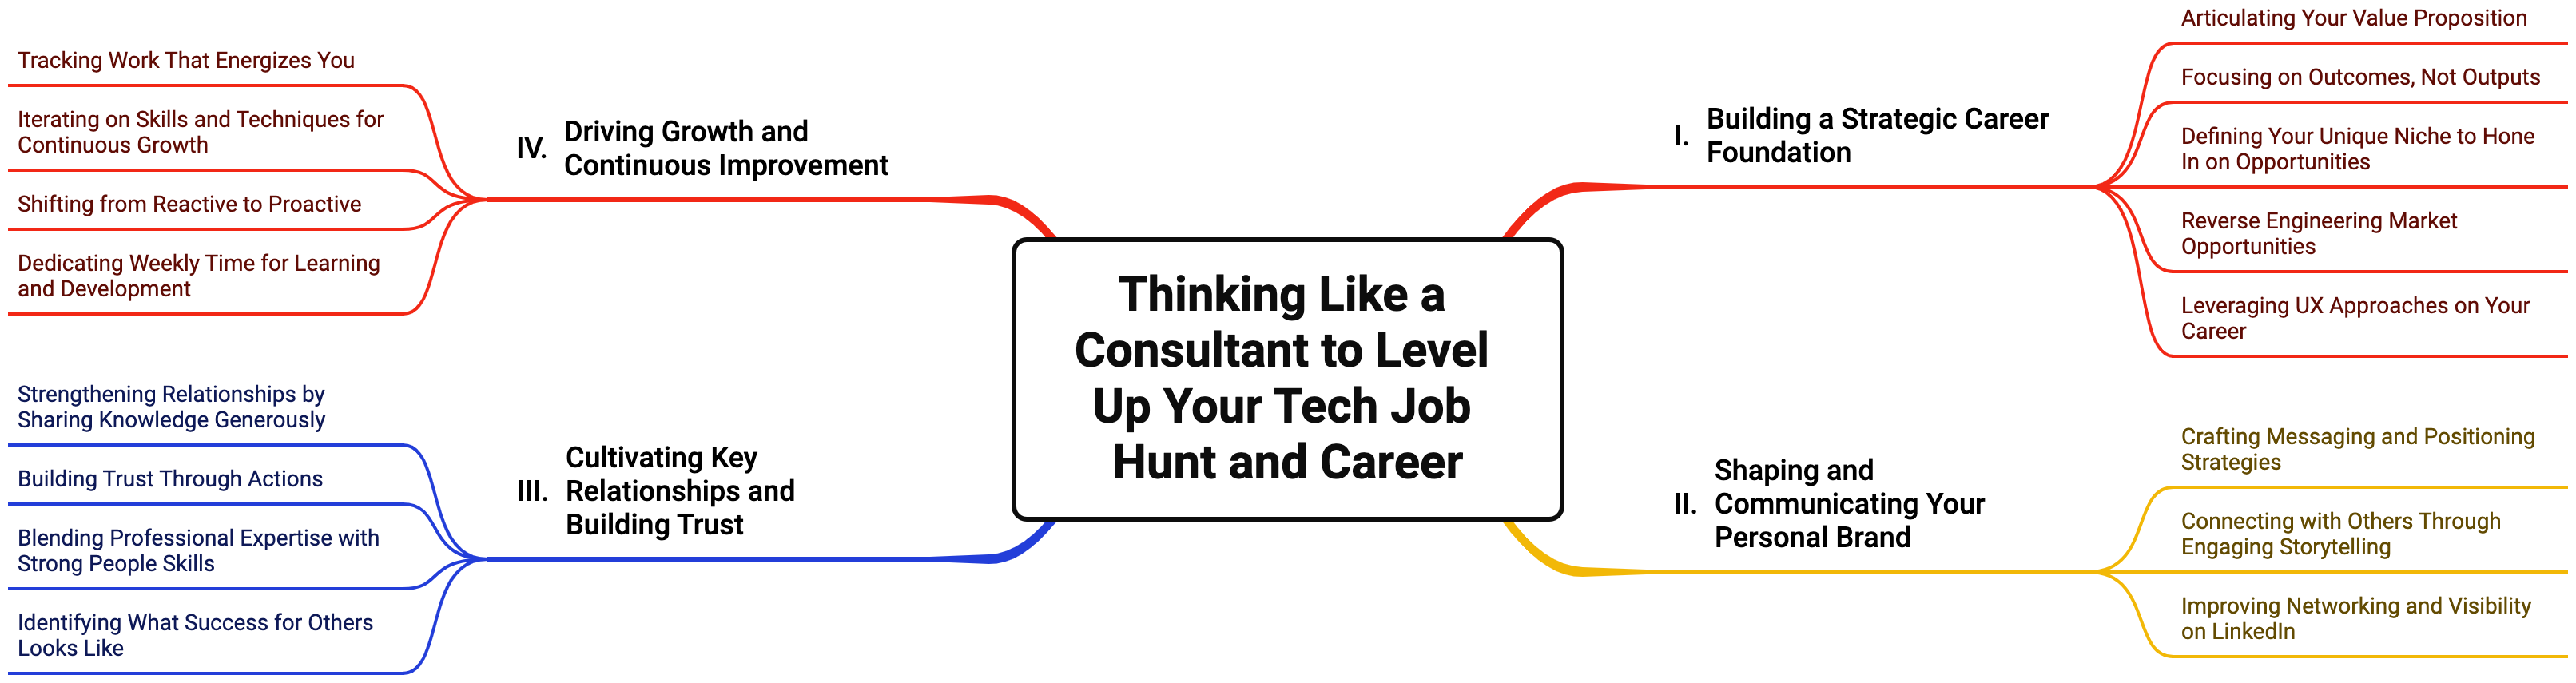 Thinking Like a
Consultant to Level
Up Your Tech Job
Hunt and Career
I.
Building a Strategic Career
Foundation
Articulating Your Value Proposition
Focusing on Outcomes, Not Outputs
Defining Your Unique Niche to Hone
In on Opportunities
Reverse Engineering Market
Opportunities
Leveraging UX Approaches on Your
Career
II.
Shaping and
Communicating Your
Personal Brand
Crafting Messaging and Positioning
Strategies
Connecting with Others Through
Engaging Storytelling
Improving Networking and Visibility
on LinkedIn
III.
Cultivating Key
Relationships and
Building Trust
Strengthening Relationships by
Sharing Knowledge Generously
Building Trust Through Actions
Blending Professional Expertise with
Strong People Skills
Identifying What Success for Others
Looks Like
IV.
Driving Growth and
Continuous Improvement
Tracking Work That Energizes You
Iterating on Skills and Techniques for
Continuous Growth
Shifting from Reactive to Proactive
Dedicating Weekly Time for Learning
and Development